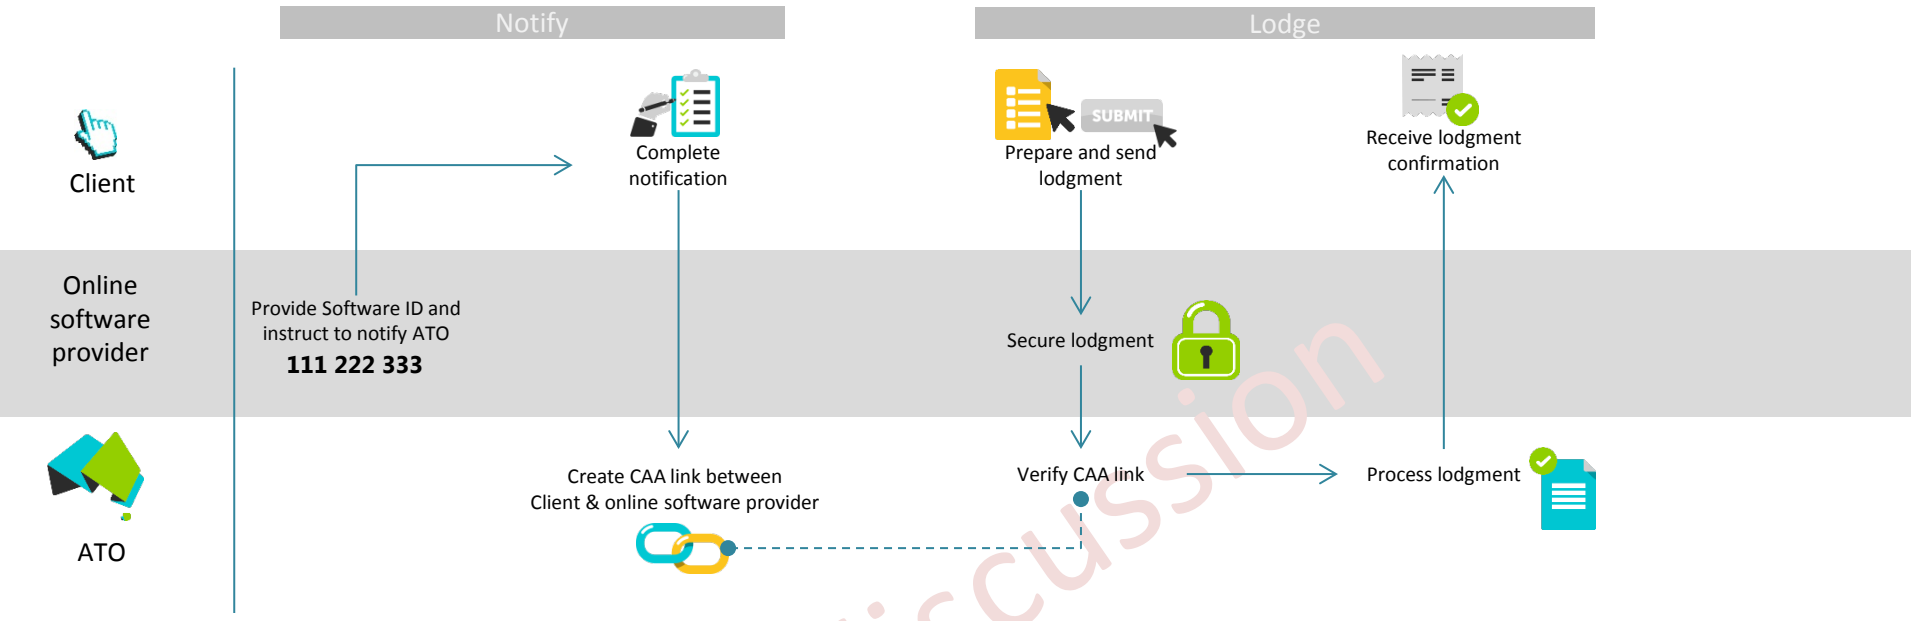 Notify
Lodge
SUBMIT
Complete
notification
Prepare and send
lodgment
Receive lodgment
confirmation
Client
Online
software
provider
Provide Software ID and
instruct to notify ATO
111 222 333
Secure lodgment
Create CAA link between
Client & online software provider
Verify CAA link
Process lodgment
ATO